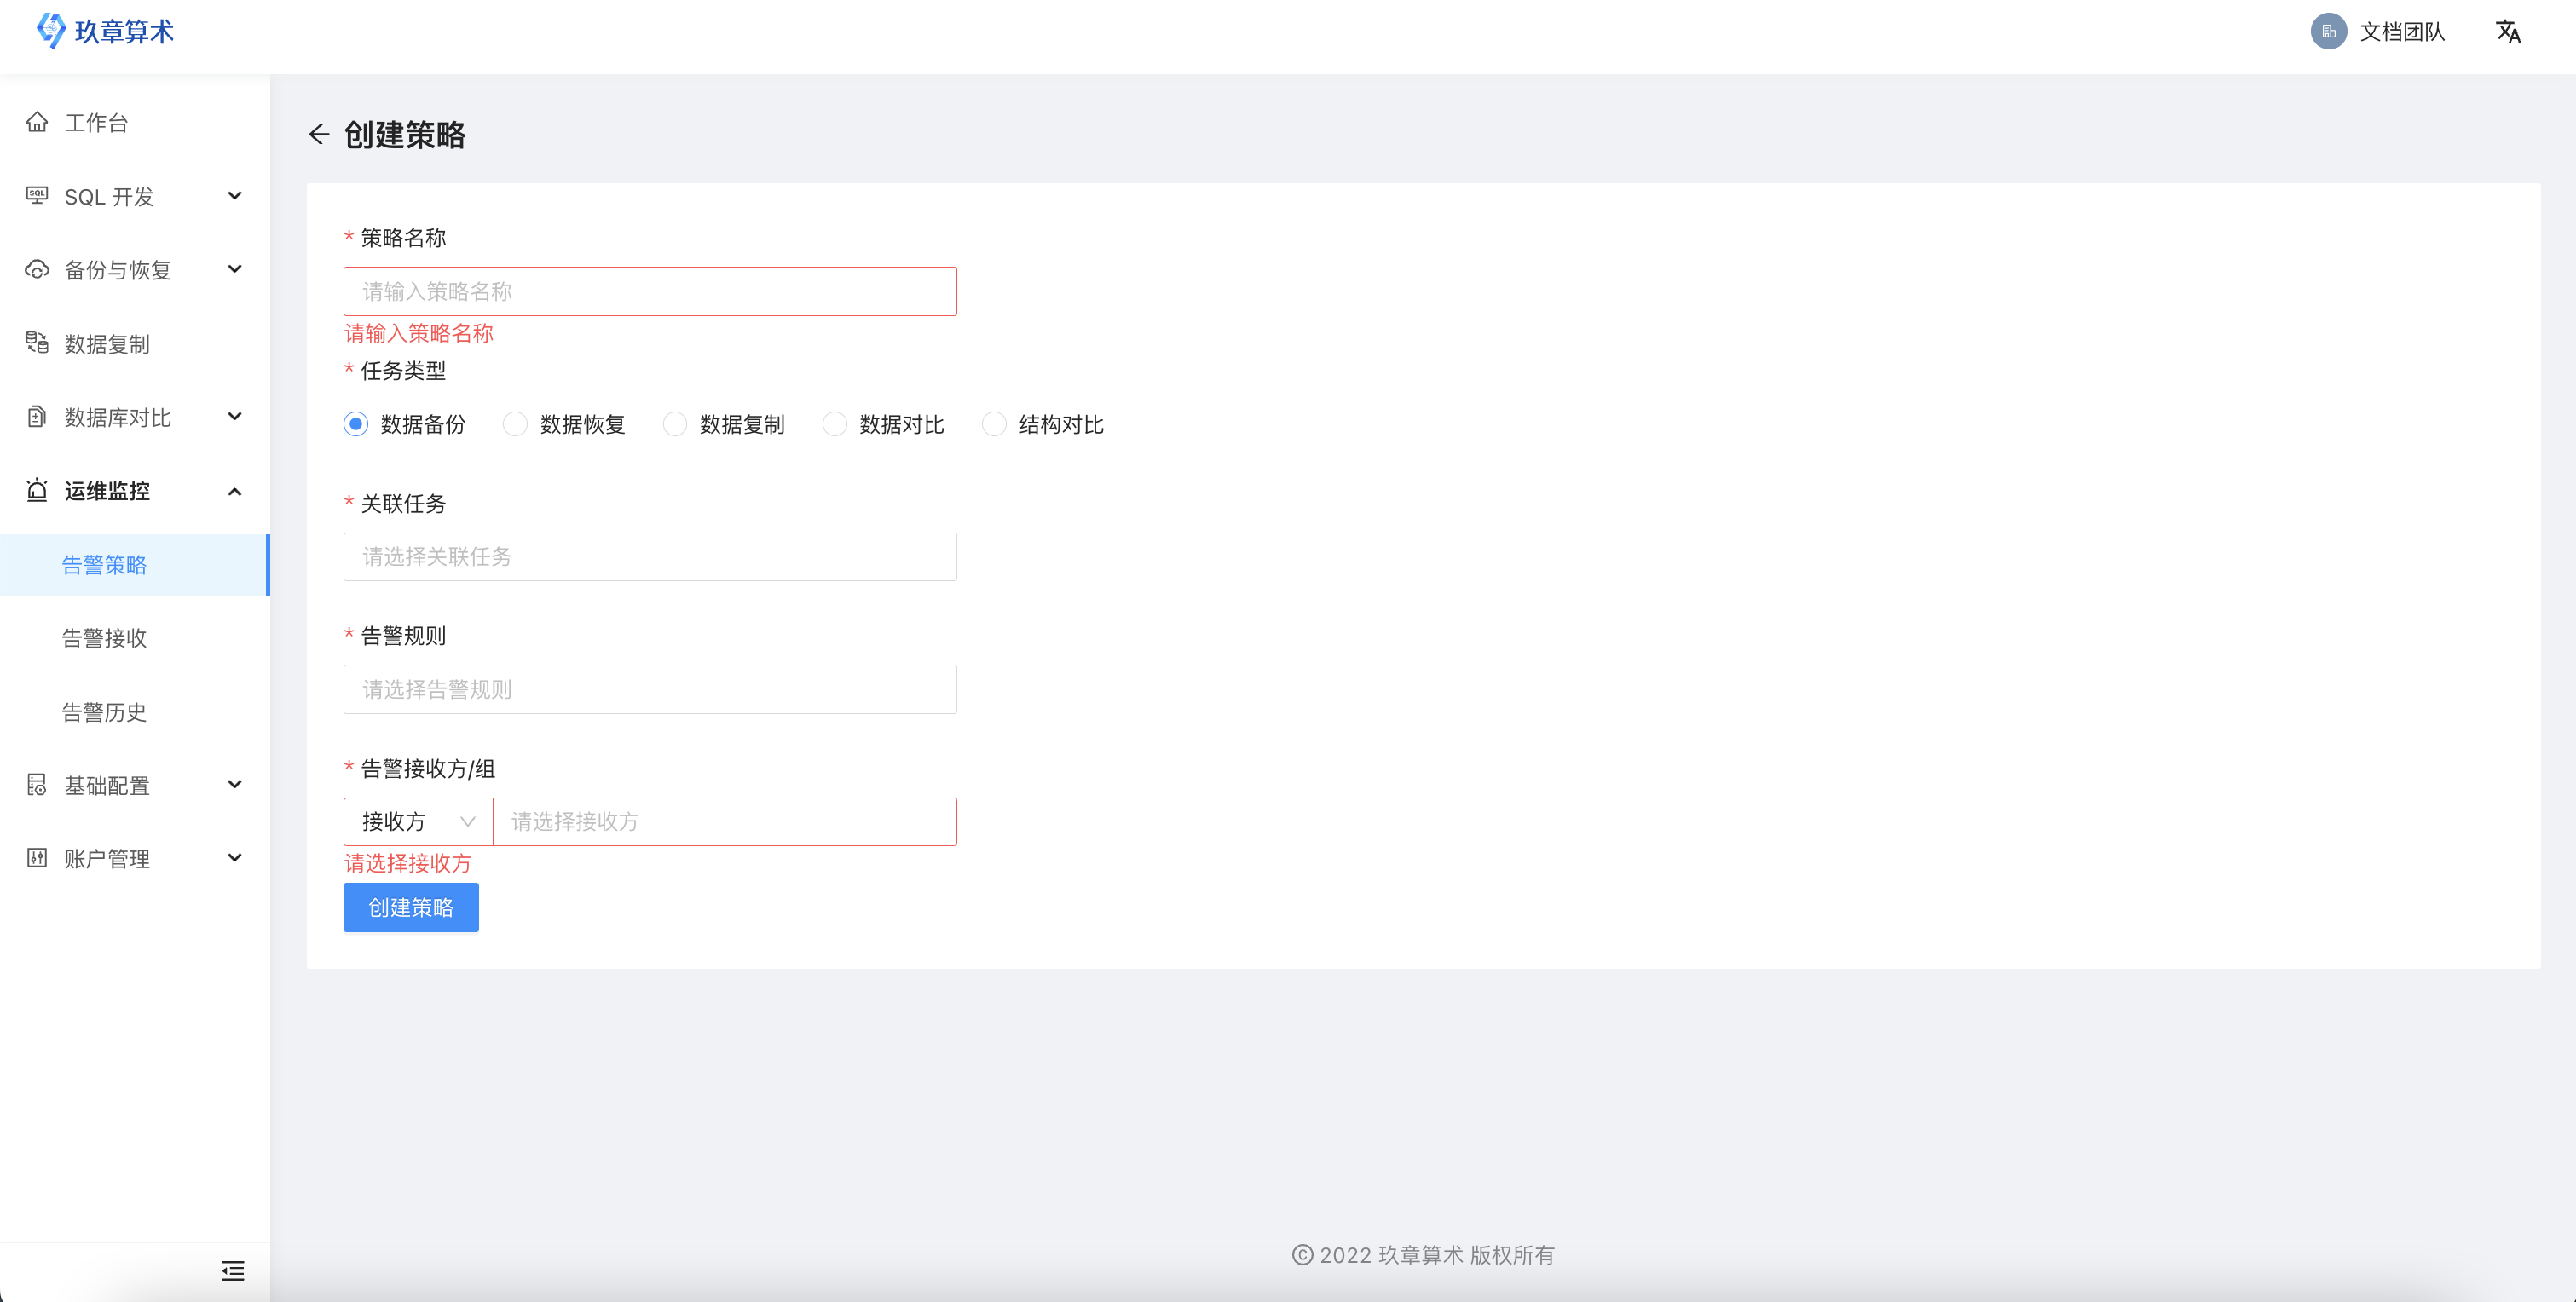 玖章算术
文档团队
工作台
SQL 开发
备份与恢复
数据复制
数据库对比
运维监控
告警策略
告警接收
告警历史
基础配置
账户管理
创建策略
* 策略名称
请输入策略名称
请输入策略名称
* 任务类型
数据备份 数据恢复 数据复制 数据对比 结构对比
* 关联任务
请选择关联任务
* 告警规则
请选择告警规则
* 告警接收方/组
接收方 请选择接收方
请选择接收方
创建策略
© 2022 玖章算术 版权所有